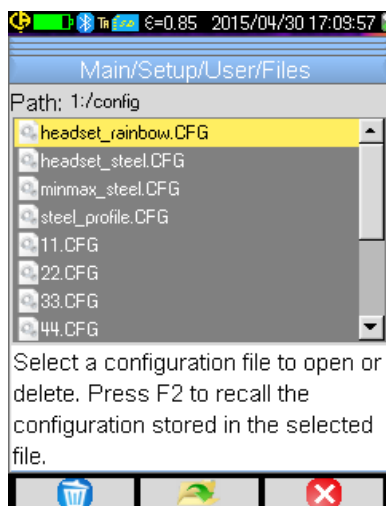 ε=0.85 2015/04/30 17:03:57
Main/Setup/User/Files
Path: 1:/config
headset_rainbow.CFG
headset_steel.CFG
minmax_steel.CFG
steel_profile.CFG
11.CFG
22.CFG
33.CFG
44.CFG
Select a configuration file to open or
delete. Press F2 to recall the
configuration stored in the selected
file.